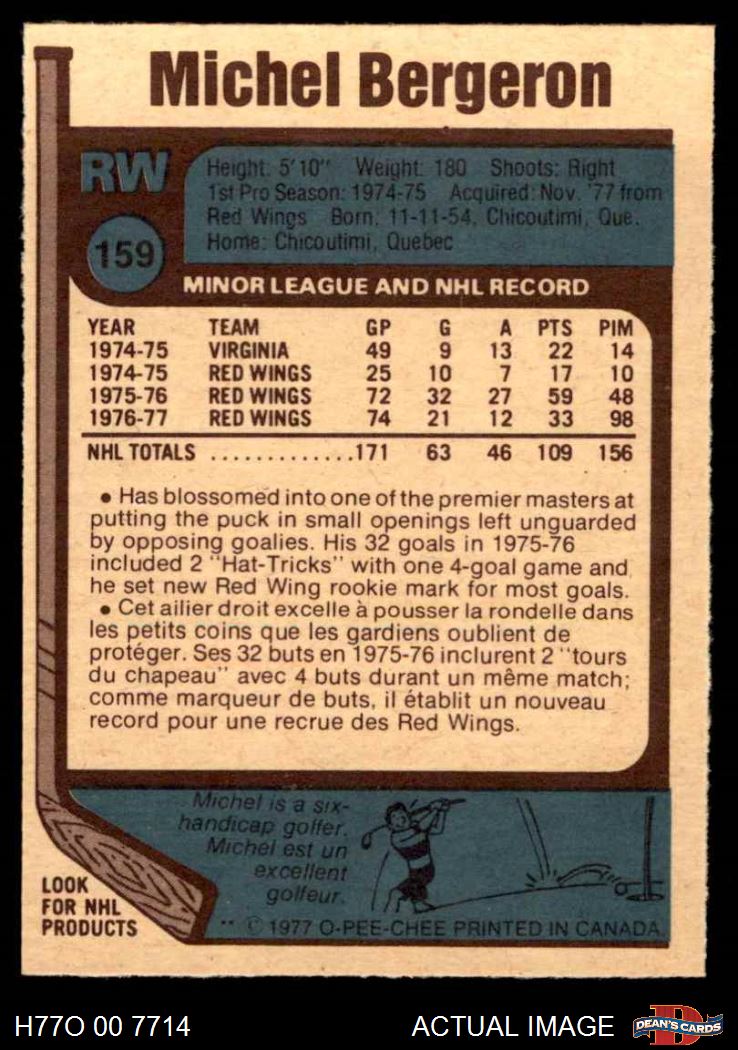 Michel Bergeron
RW
159
Height: 5'10" Weight: 180 Shoots: Right
1st Pro Season: 1974-75 Acquired: Nov. '77 from
Red Wings Born: 11-11-54, Chicoutimi, Que.
Home: Chicoutimi, Quebec
MINOR LEAGUE AND NHL RECORD
YEAR TEAM GP G A PTS PIM
1974-75 VIRGINIA 49 9 13 22 14
1974-75 RED WINGS 25 10 7 17 10
1975-76 RED WINGS 72 32 27 59 48
1976-77 RED WINGS 74 21 12 33 98
NHL TOTALS .............171 63 46 109 156
• Has blossomed into one of the premier masters at
putting the puck in small openings left unguarded
by opposing goalies. His 32 goals in 1975-76
included 2 "Hat-Tricks" with one 4-goal game and
he set new Red Wing rookie mark for most goals.
• Cet ailier droit excelle à pousser la rondelle dans
les petits coins que les gardiens oublient de
protéger. Ses 32 buts en 1975-76 inclurent 2 "tours
du chapeau" avec 4 buts durant un même match;
comme marqueur de buts, il établit un nouveau
record pour une recrue des Red Wings.
Michel is a six-
handicap golfer.
Michel est un
excellent
golfeur.
LOOK
FOR NHL
PRODUCTS
** © 1977 O-PEE-CHEE PRINTED IN CANADA.
H77O 00 7714
ACTUAL IMAGE
D
DEAN'S CARDS